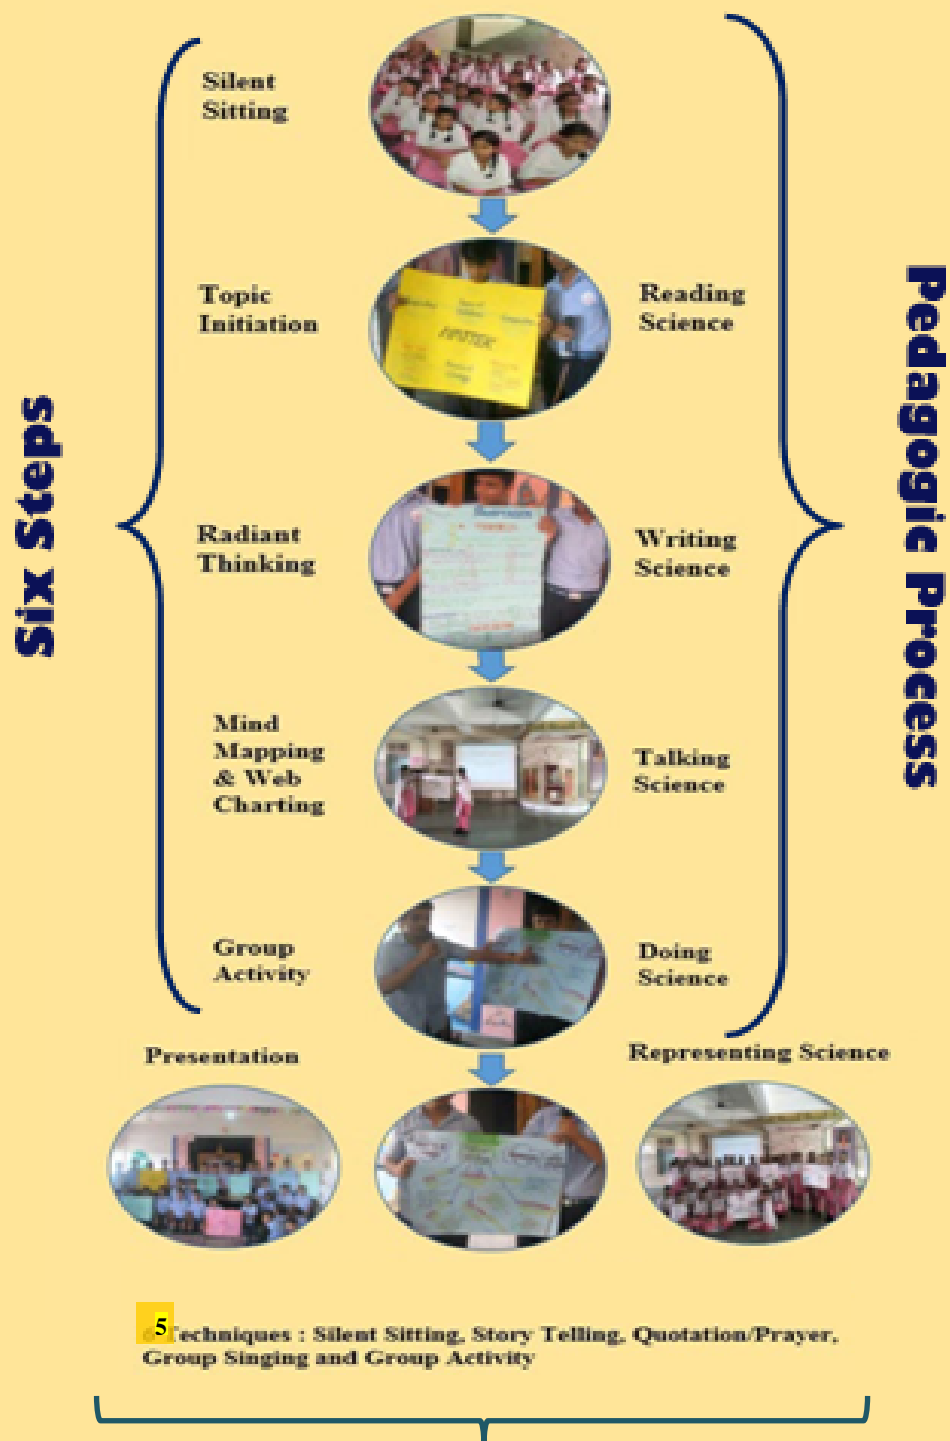 Silent
Sitting
Topic
Initiation
Reading
Science
MATTER
Radiant
Thinking
Writing
Science
Mind
Mapping
& Web
Charting
Talking
Science
Group
Activity
Doing
Science
Presentation
Representing Science
Six Steps
Pedagogic Process
5 Techniques : Silent Sitting, Story Telling, Quotation/Prayer,
Group Singing and Group Activity